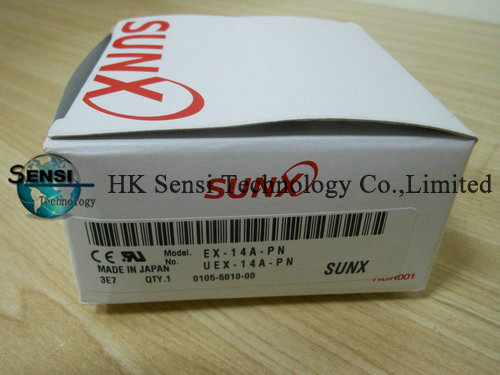 SUNX
SENSI
Technology
HK Sensi Technology Co.,Limited
SUNX
CE
Model. EX-14A-PN
No. UEX-14A-PN
MADE IN JAPAN
3E7 QTY.1 0105-5010-00
SUNX